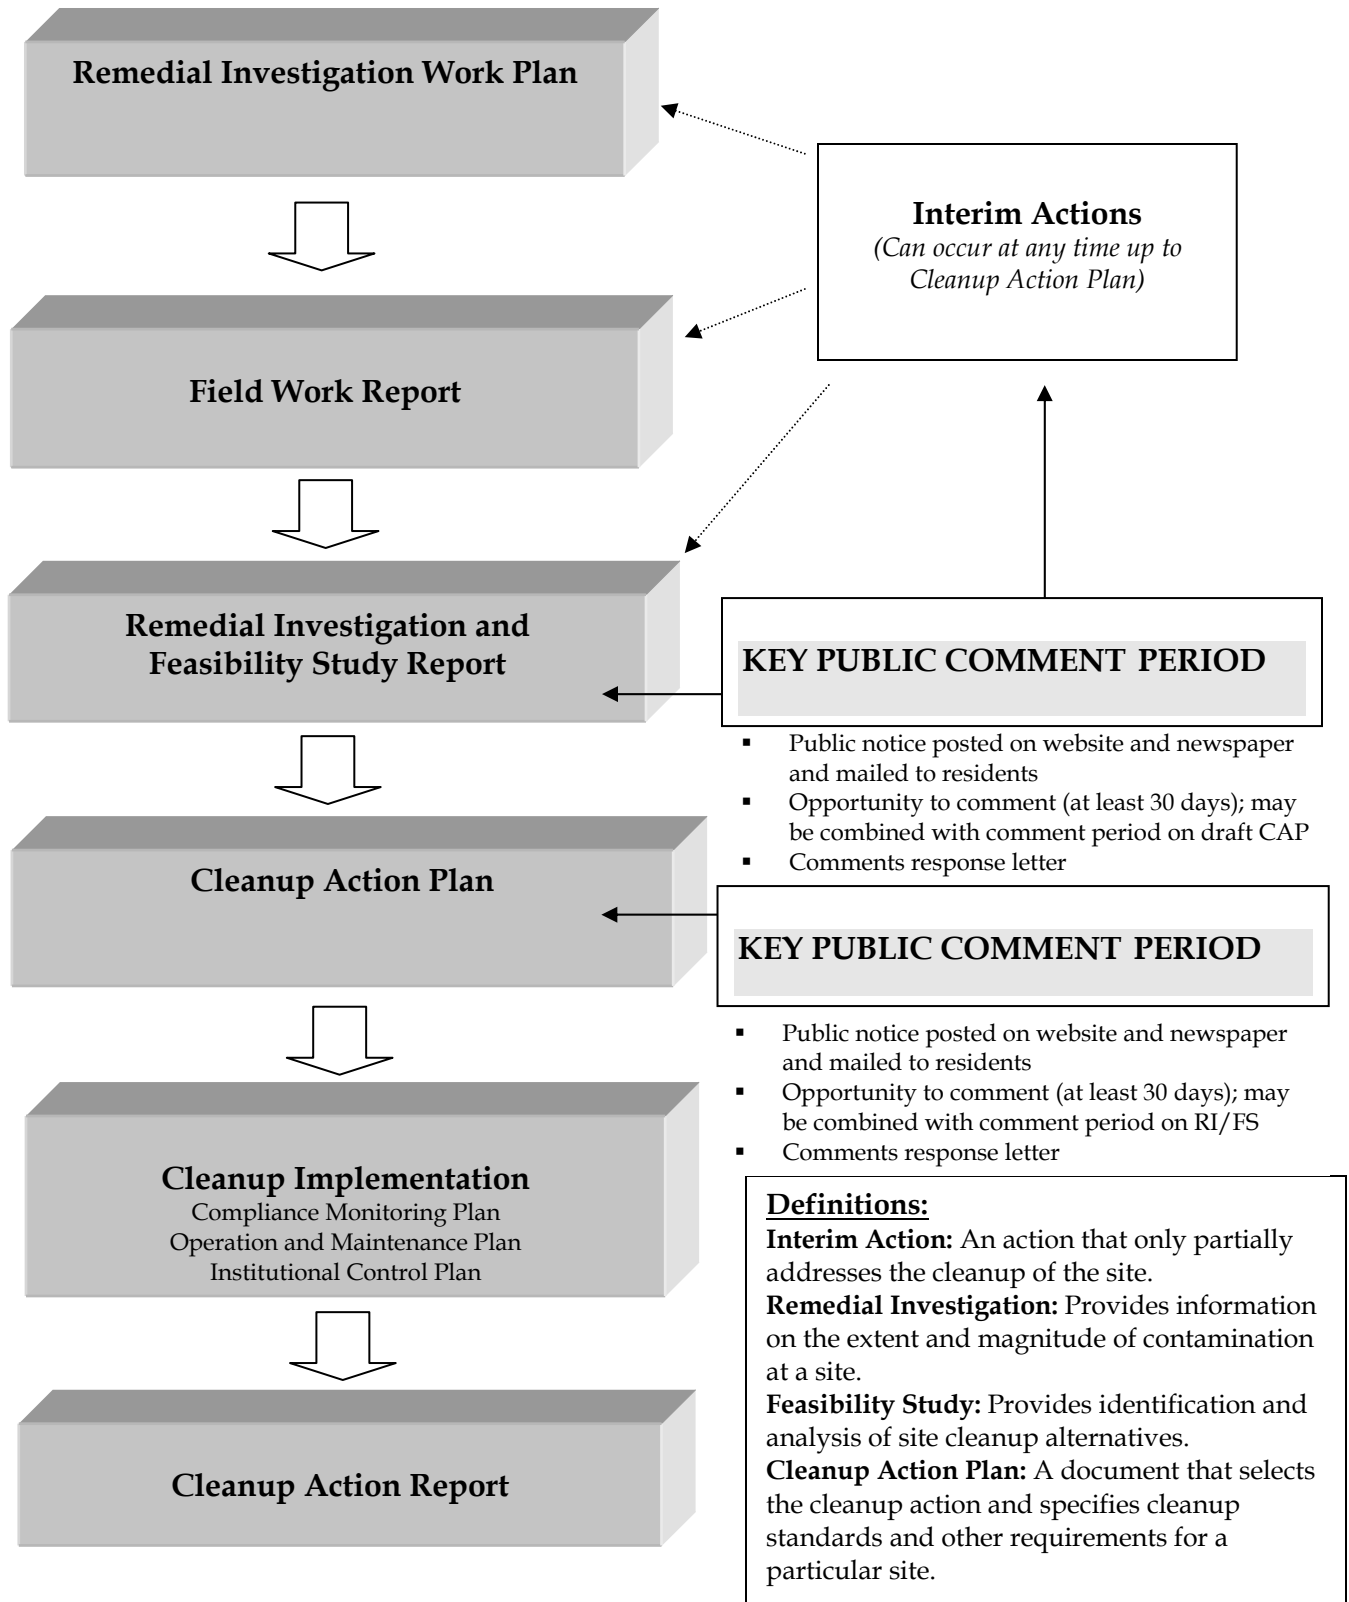 Remedial Investigation Work Plan
Interim Actions
(Can occur at any time up to
Cleanup Action Plan)
Field Work Report
Remedial Investigation and
Feasibility Study Report
KEY PUBLIC COMMENT PERIOD
▪ Public notice posted on website and newspaper
and mailed to residents
▪ Opportunity to comment (at least 30 days); may
be combined with comment period on draft CAP
▪ Comments response letter
Cleanup Action Plan
KEY PUBLIC COMMENT PERIOD
▪ Public notice posted on website and newspaper
and mailed to residents
▪ Opportunity to comment (at least 30 days); may
be combined with comment period on RI/FS
▪ Comments response letter
Cleanup Implementation
Compliance Monitoring Plan
Operation and Maintenance Plan
Institutional Control Plan
Cleanup Action Report
Definitions:
Interim Action: An action that only partially
addresses the cleanup of the site.
Remedial Investigation: Provides information
on the extent and magnitude of contamination
at a site.
Feasibility Study: Provides identification and
analysis of site cleanup alternatives.
Cleanup Action Plan: A document that selects
the cleanup action and specifies cleanup
standards and other requirements for a
particular site.